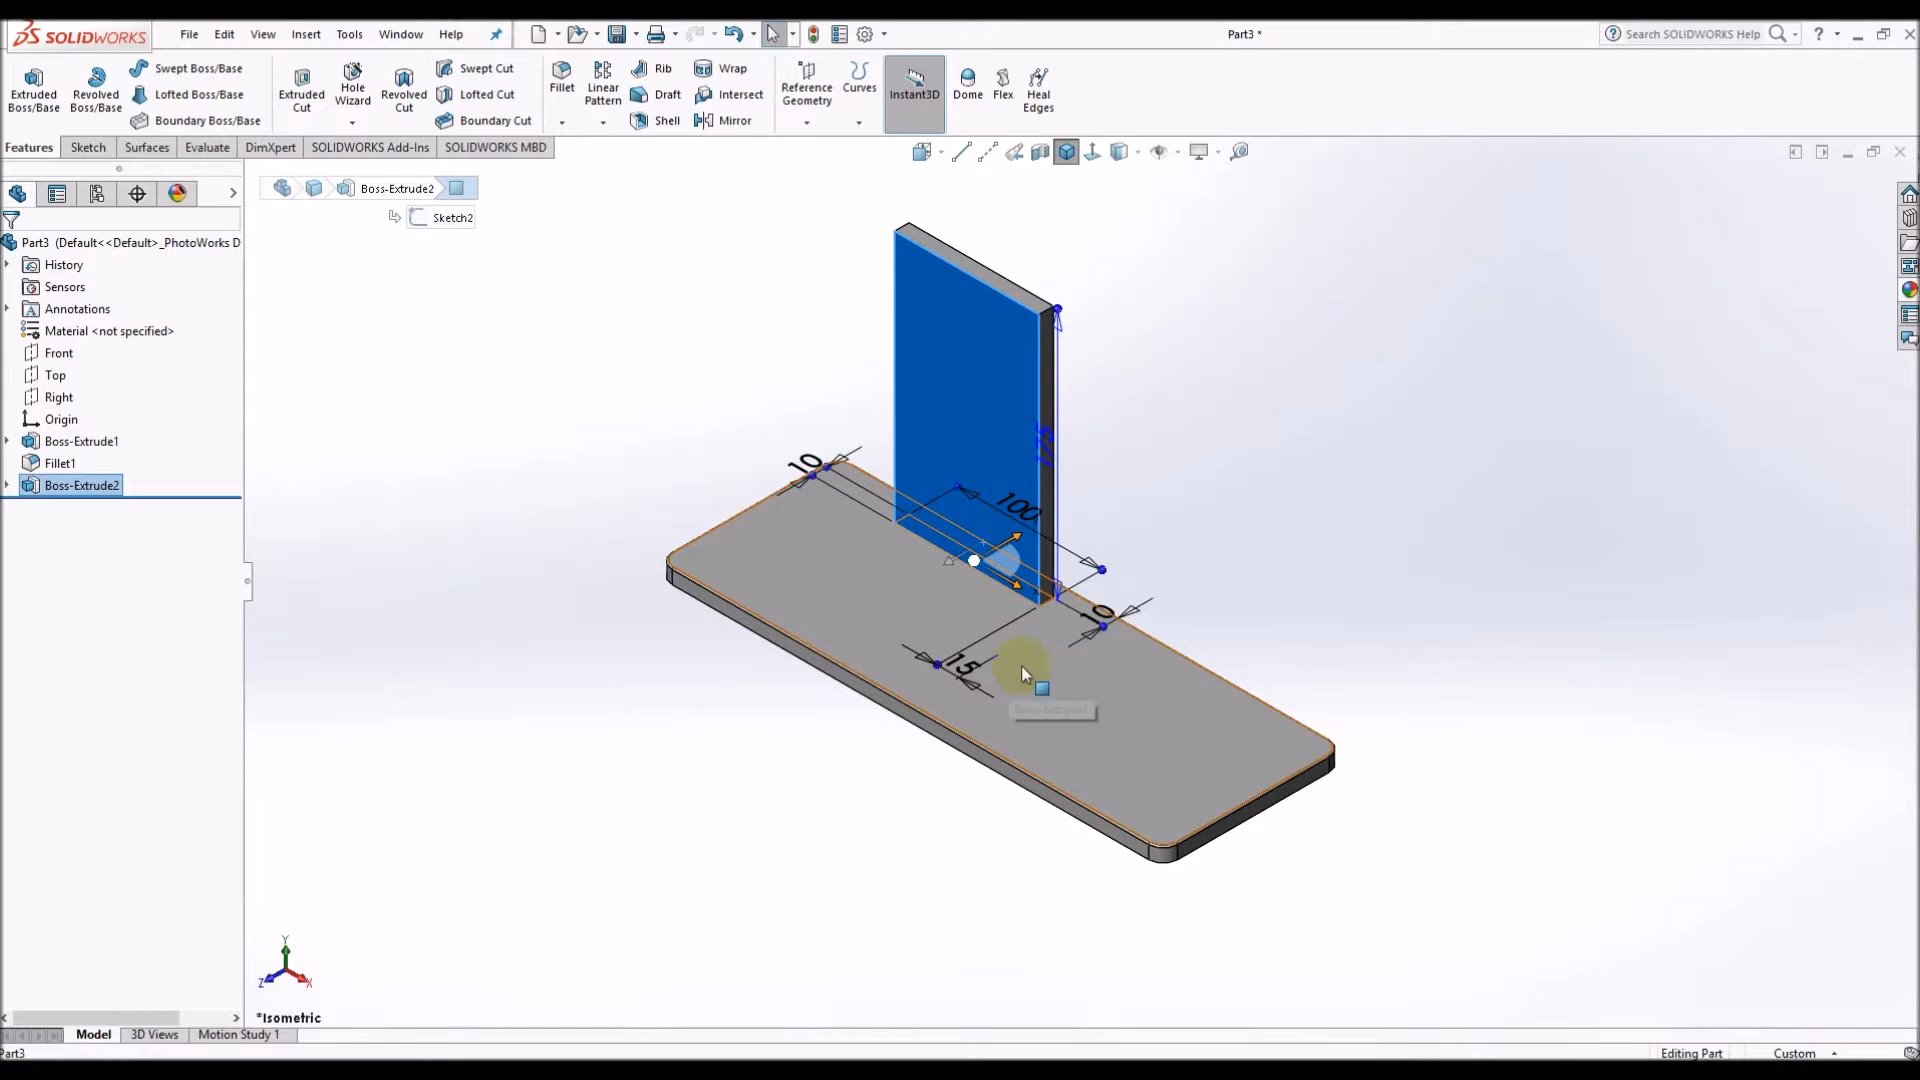 SOLIDWORKS
File Edit View Insert Tools Window Help
Part3 *
Search SOLIDWORKS Help
?
Extruded Boss/Base
Revolved Boss/Base
Swept Boss/Base
Lofted Boss/Base
Boundary Boss/Base
Extruded Cut
Hole Wizard
Revolved Cut
Swept Cut
Lofted Cut
Boundary Cut
Fillet
Linear Pattern
Rib
Draft
Shell
Wrap
Intersect
Mirror
Reference Geometry
Curves
Instant3D
Dome
Flex
Heal Edges
Features Sketch Surfaces Evaluate DimXpert SOLIDWORKS Add-Ins SOLIDWORKS MBD
Boss-Extrude2
Sketch2
Part3 (Default<<Default>_PhotoWorks D
History
Sensors
Annotations
Material <not specified>
Front
Top
Right
Origin
Boss-Extrude1
Fillet1
Boss-Extrude2
10
175
100
10
15
Boss-Extrude1
Y
Z
X
*Isometric
Model 3D Views Motion Study 1
Part3
Editing Part
Custom